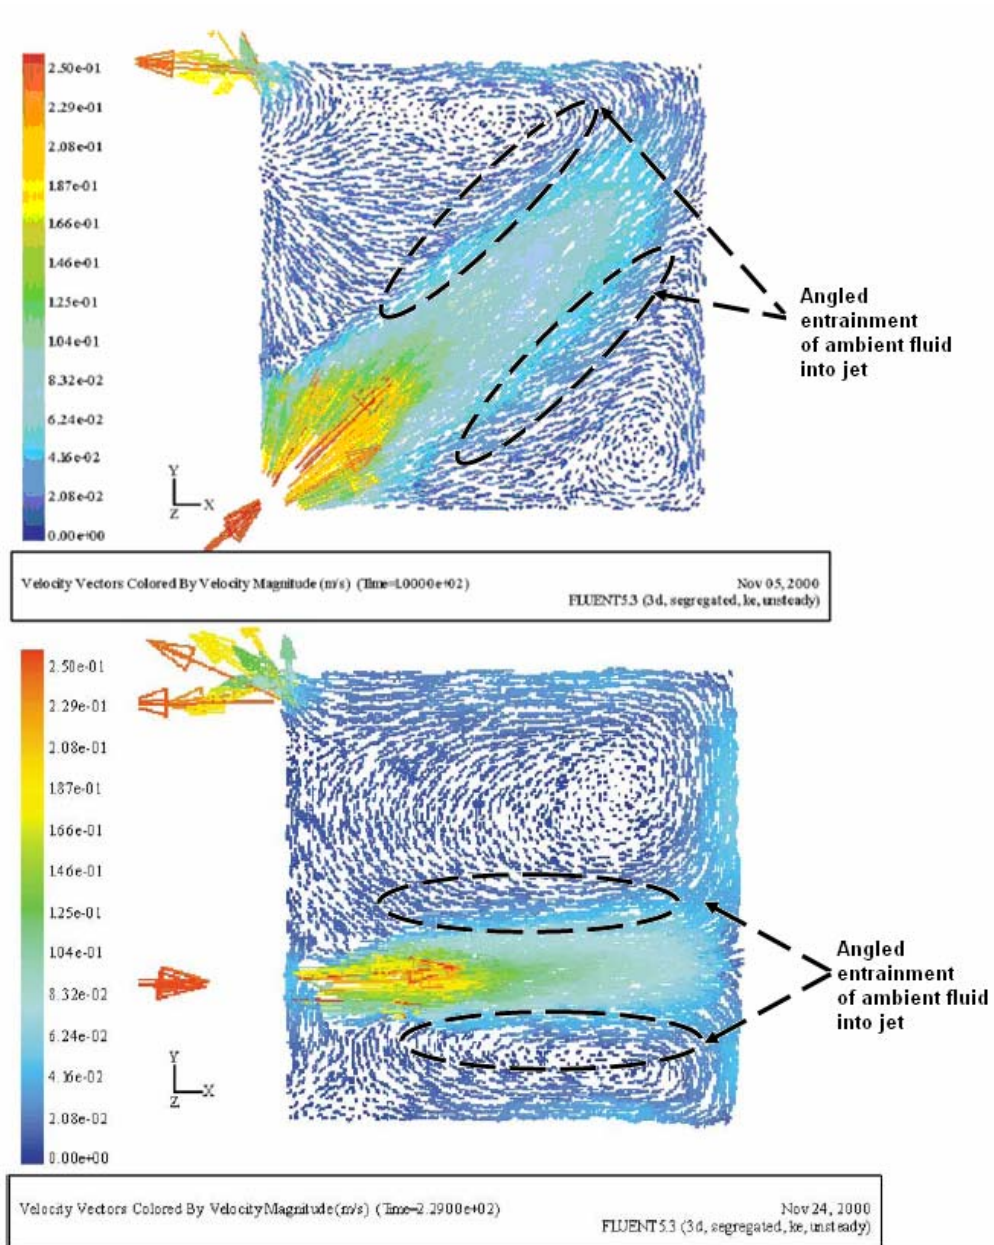 2.50e-01
2.29e-01
2.08e-01
1.87e-01
1.66e-01
1.46e-01
1.25e-01
1.04e-01
8.32e-02
6.24e-02
4.16e-02
2.08e-02
0.00e+00
Y
Z X
Angled
entrainment
of ambient fluid
into jet
Velocity Vectors Colored By Velocity Magnitude (m/s) (Time=1.0000e+02)
Nov 05, 2000
FLUENT 5.3 (3d, segregated, ke, unsteady)
2.50e-01
2.29e-01
2.08e-01
1.87e-01
1.66e-01
1.46e-01
1.25e-01
1.04e-01
8.32e-02
6.24e-02
4.16e-02
2.08e-02
0.00e+00
Y
Z X
Angled
entrainment
of ambient fluid
into jet
Velocity Vectors Colored By Velocity Magnitude (m/s) (Time=2.2900e+02)
Nov 24, 2000
FLUENT 5.3 (3d, segregated, ke, unsteady)